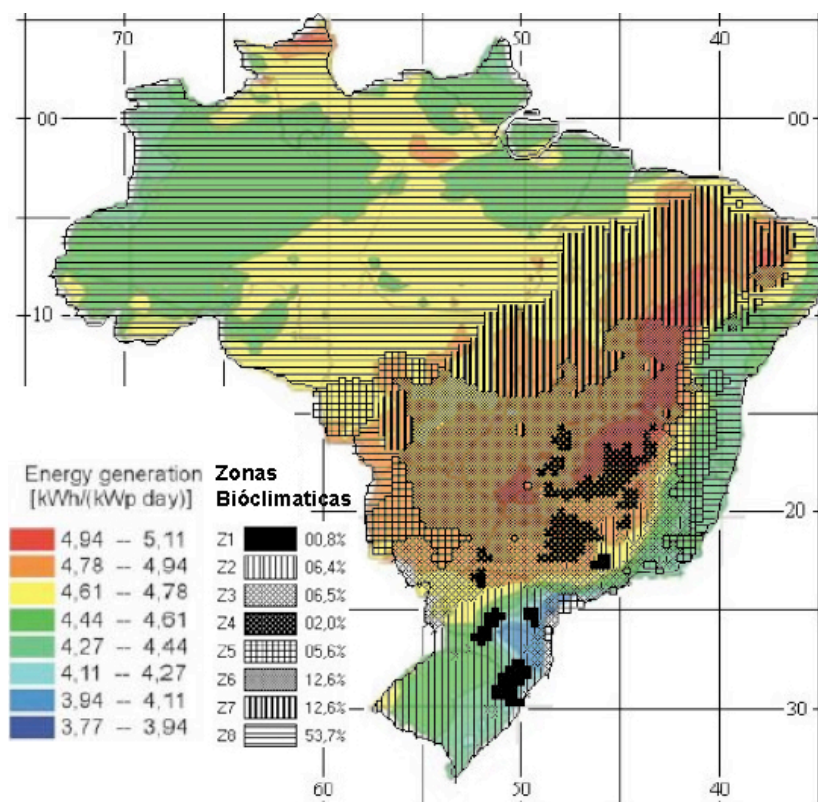 70
50
40
00
00
10
20
30
60
50
40
Energy generation
[kWh/(kWp day)]
4,94 -- 5,11
4,78 -- 4,94
4,61 -- 4,78
4,44 -- 4,61
4,27 -- 4,44
4,11 -- 4,27
3,94 -- 4,11
3,77 -- 3,94
Zonas
Bióclimaticas
Z1 00,8%
Z2 06,4%
Z3 06,5%
Z4 02,0%
Z5 05,6%
Z6 12,6%
Z7 12,6%
Z8 53,7%